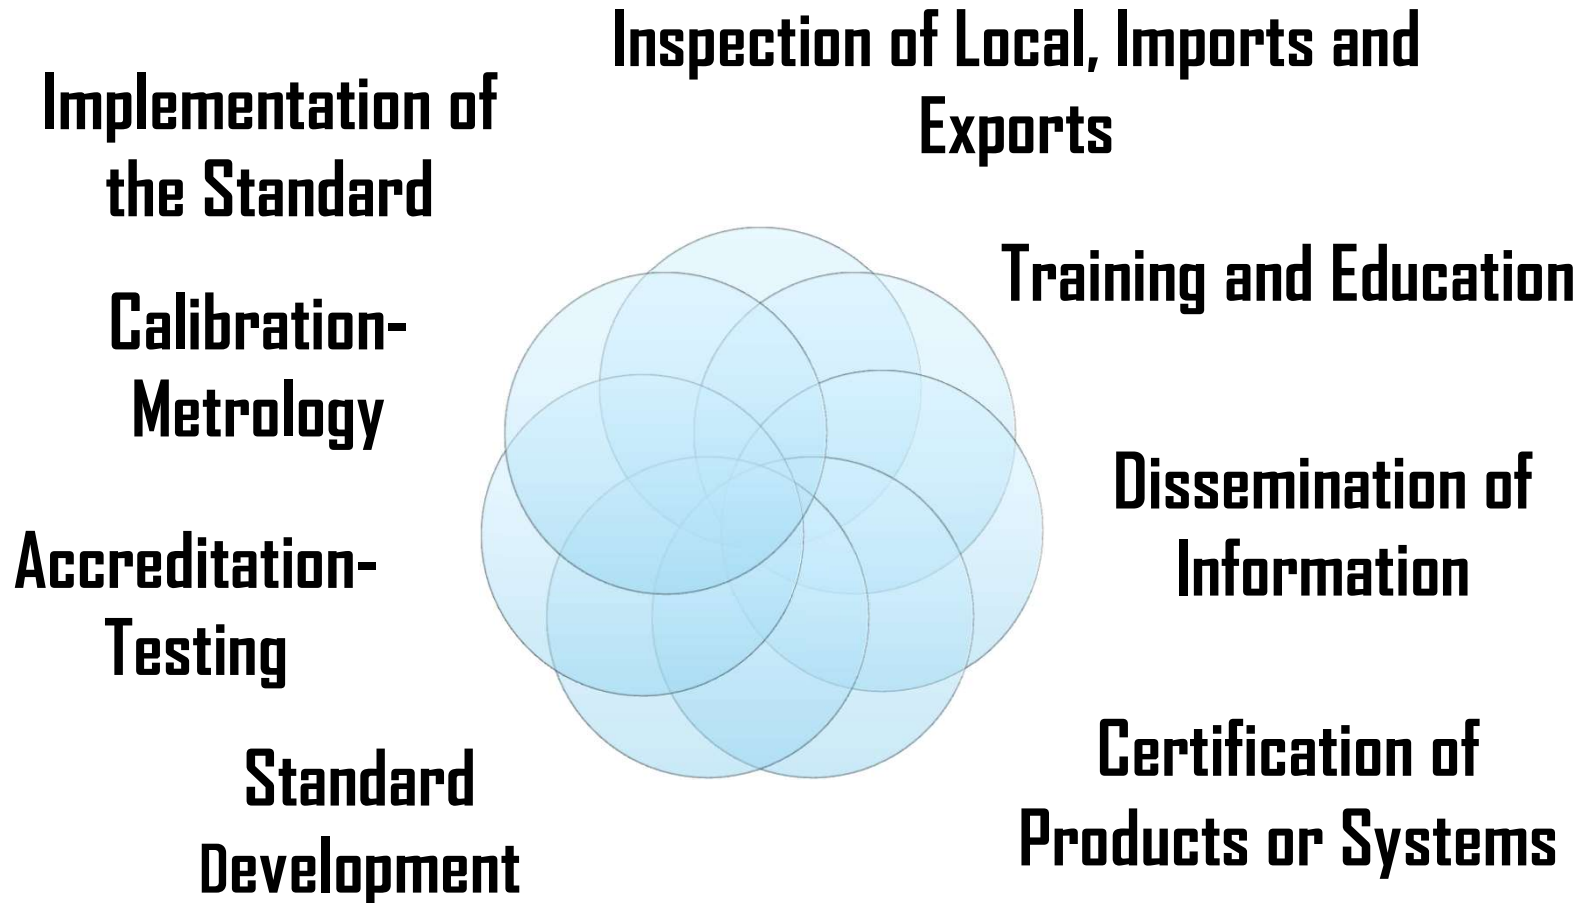 Inspection of Local, Imports and
Exports
Implementation of
the Standard
Training and Education
Calibration-
Metrology
Dissemination of
Information
Accreditation-
Testing
Certification of
Products or Systems
Standard
Development